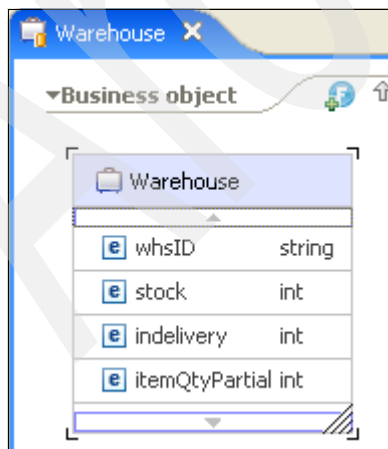 Warehouse
Business object
Warehouse
whsID string
stock int
indelivery int
itemQtyPartial int